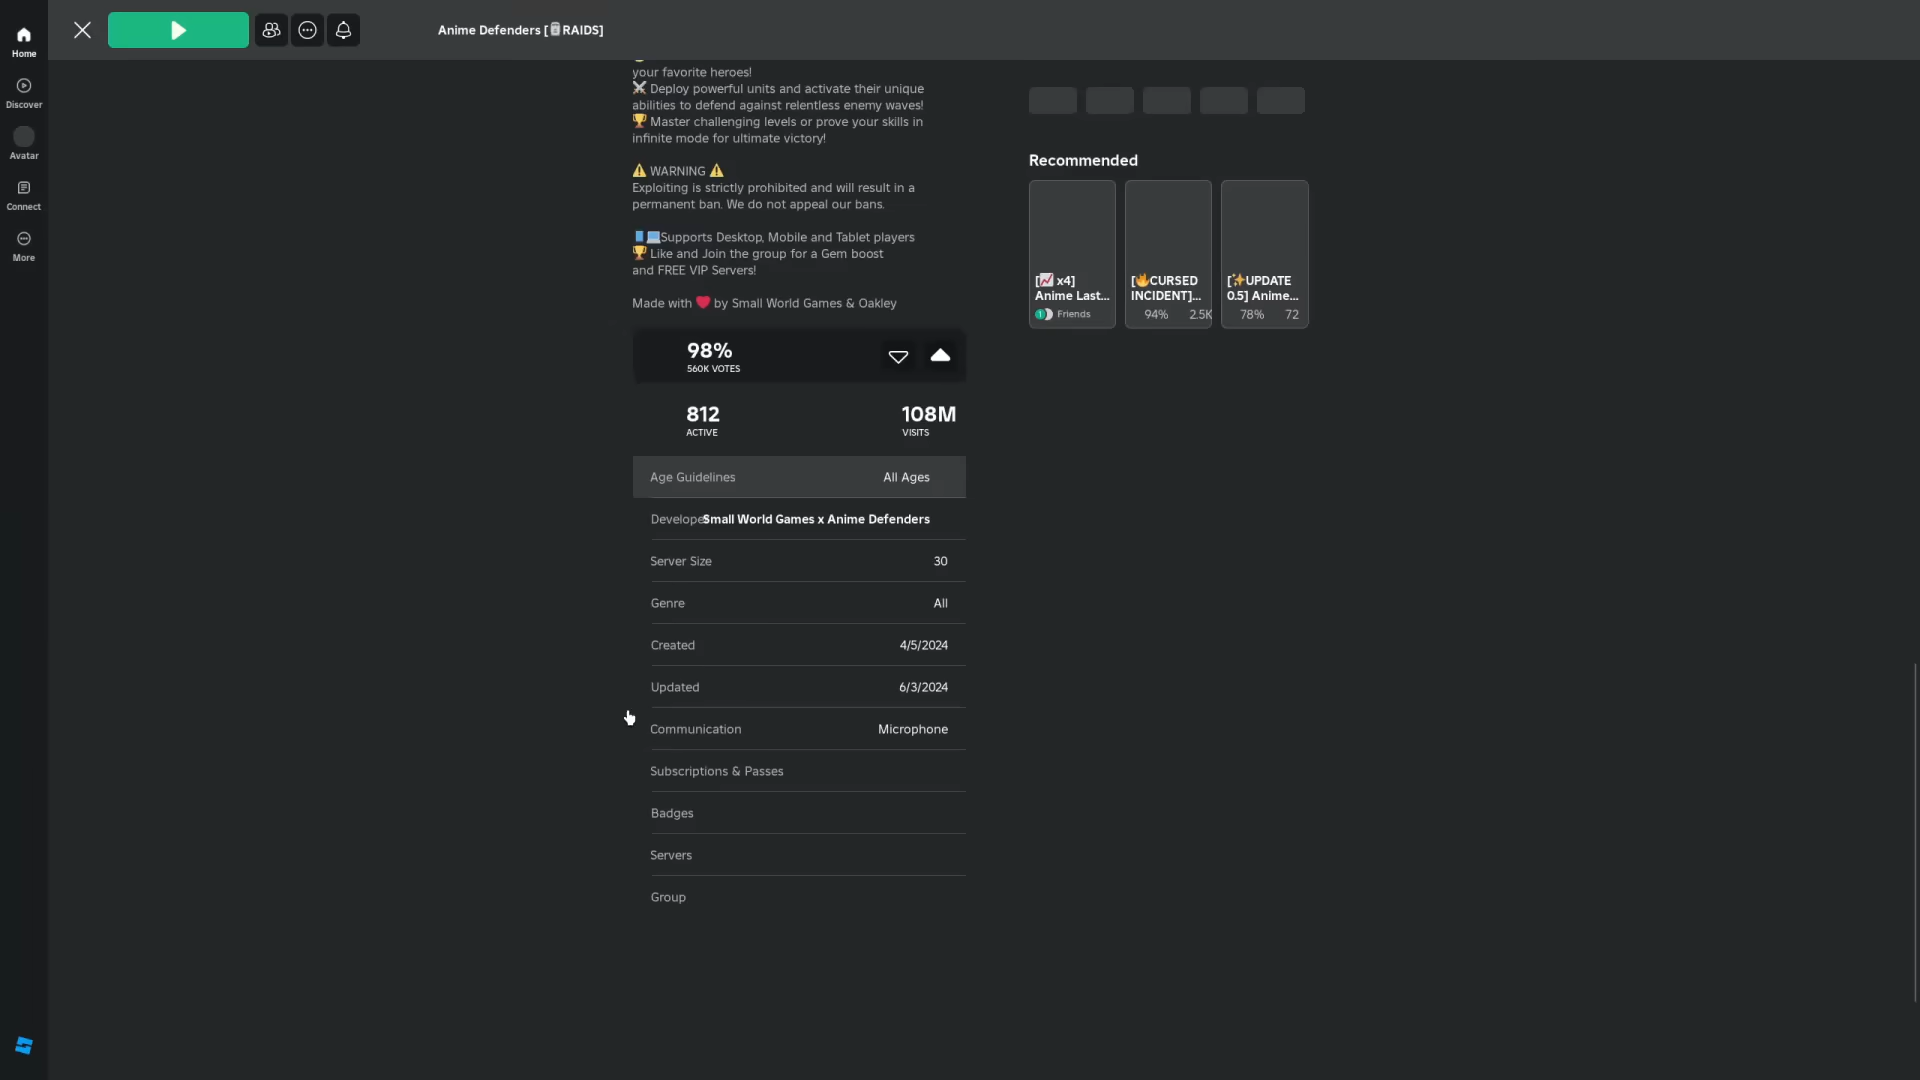 Anime Defenders [🗿RAIDS]
Home
Discover
Avatar
Connect
More
your favorite heroes!
⚔️ Deploy powerful units and activate their unique
abilities to defend against relentless enemy waves!
🏆 Master challenging levels or prove your skills in
infinite mode for ultimate victory!
⚠️ WARNING ⚠️
Exploiting is strictly prohibited and will result in a
permanent ban. We do not appeal our bans.
📱💻Supports Desktop, Mobile and Tablet players
🏆 Like and Join the group for a Gem boost
and FREE VIP Servers!
Made with ❤️ by Small World Games & Oakley
98%
560K VOTES
812
ACTIVE
108M
VISITS
Age Guidelines All Ages
Develope Small World Games x Anime Defenders
Server Size 30
Genre All
Created 4/5/2024
Updated 6/3/2024
Communication Microphone
Subscriptions & Passes
Badges
Servers
Group
Recommended
[📈 x4]
Anime Last...
1 Friends
[🔥CURSED
INCIDENT]...
94% 2.5K
[✨UPDATE
0.5] Anime...
78% 72